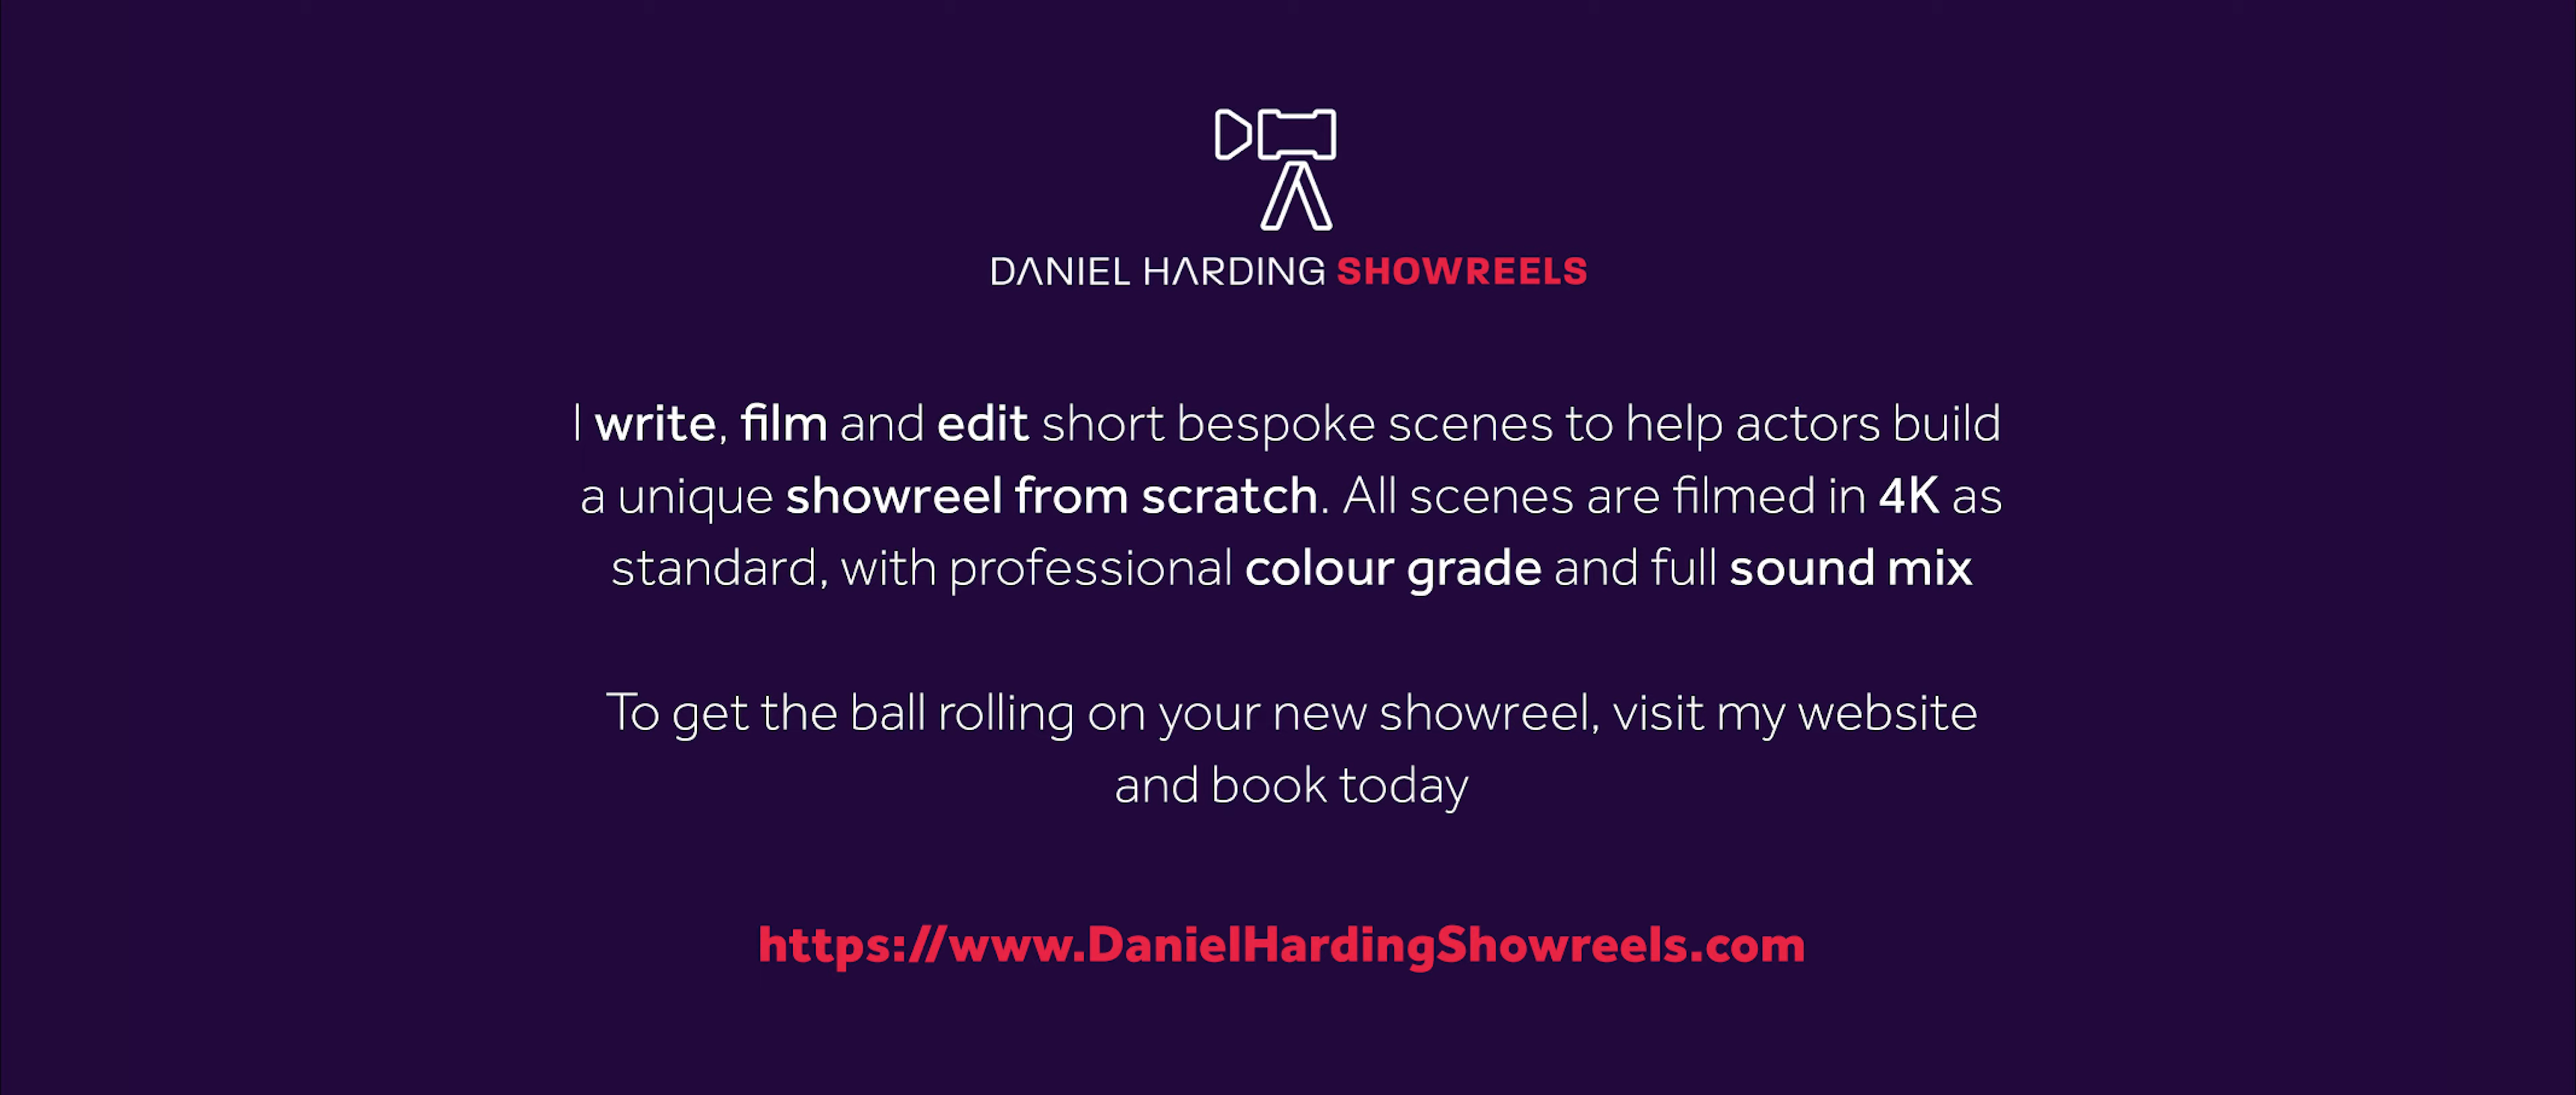 DANIEL HARDING SHOWREELS
I write, film and edit short bespoke scenes to help actors build
a unique showreel from scratch. All scenes are filmed in 4K as
standard, with professional colour grade and full sound mix
To get the ball rolling on your new showreel, visit my website
and book today
https://www.DanielHardingShowreels.com